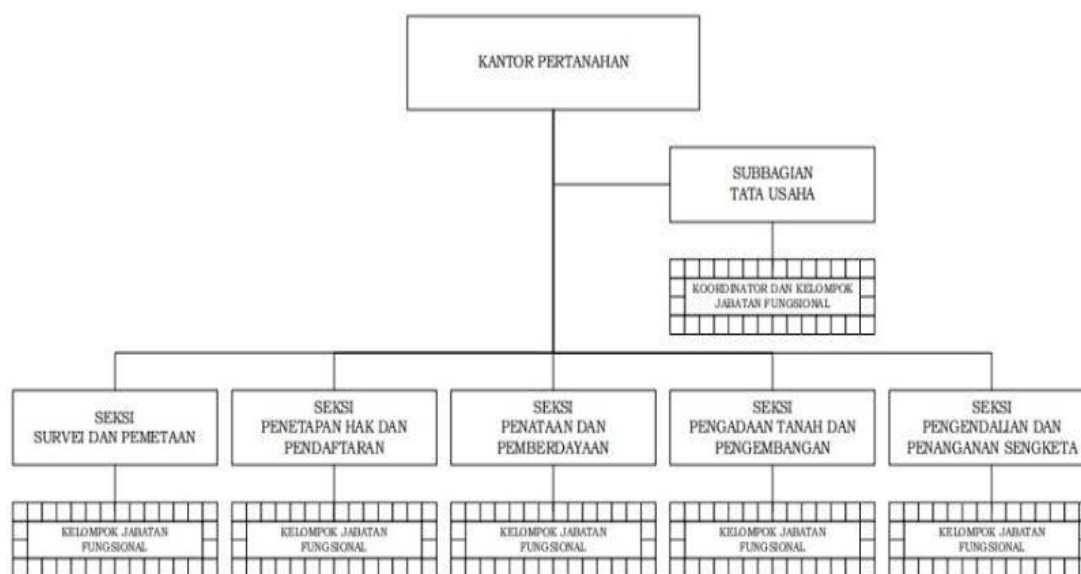 KANTOR PERTANAHAN
SUBBAGIAN
TATA USAHA
KOORDINATOR DAN KELOMPOK
JABATAN FUNGSIONAL
SEKSI
SURVEI DAN PEMETAAN
SEKSI
PENETAPAN HAK DAN
PENDAFTARAN
SEKSI
PENATAAN DAN
PEMBERDAYAAN
SEKSI
PENGADAAN TANAH DAN
PENGEMBANGAN
SEKSI
PENGENDALIAN DAN
PENANGANAN SENGKETA
KELOMPOK JABATAN
FUNGSIONAL
KELOMPOK JABATAN
FUNGSIONAL
KELOMPOK JABATAN
FUNGSIONAL
KELOMPOK JABATAN
FUNGSIONAL
KELOMPOK JABATAN
FUNGSIONAL